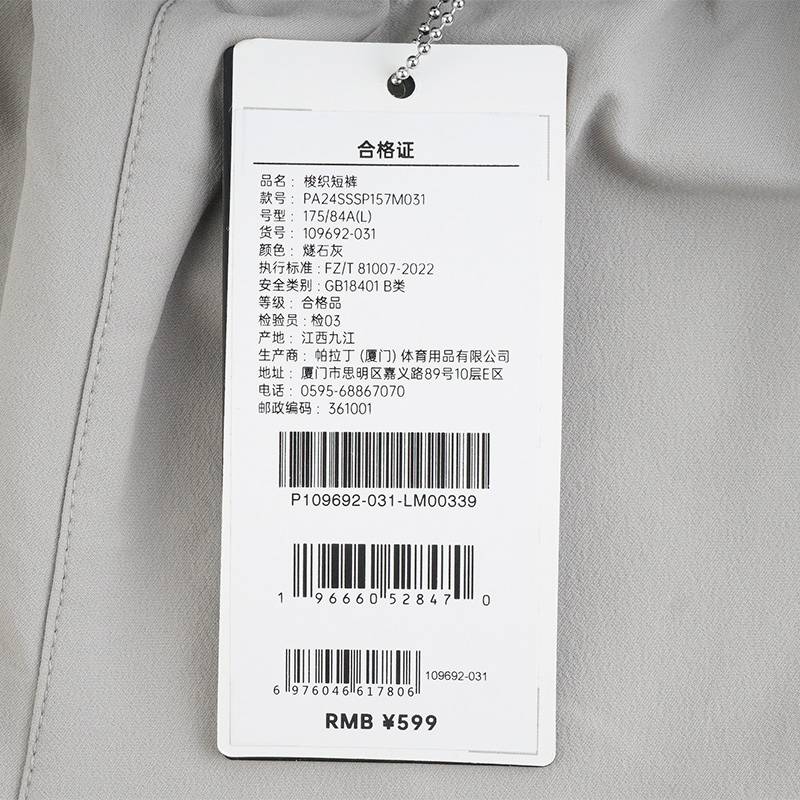 合格证
品名：梭织短裤
款号：PA24SSSP157M031
号型：175/84A(L)
货号：109692-031
颜色：燧石灰
执行标准：FZ/T 81007-2022
安全类别：GB18401 B类
等级：合格品
检验员：检03
产地：江西九江
生产商：帕拉丁（厦门）体育用品有限公司
地址：厦门市思明区嘉义路89号10层E区
电话：0595-68867070
邮政编码：361001
P109692-031-LM00339
1 96660 52847 0
6 976046 617806
109692-031
RMB ¥599